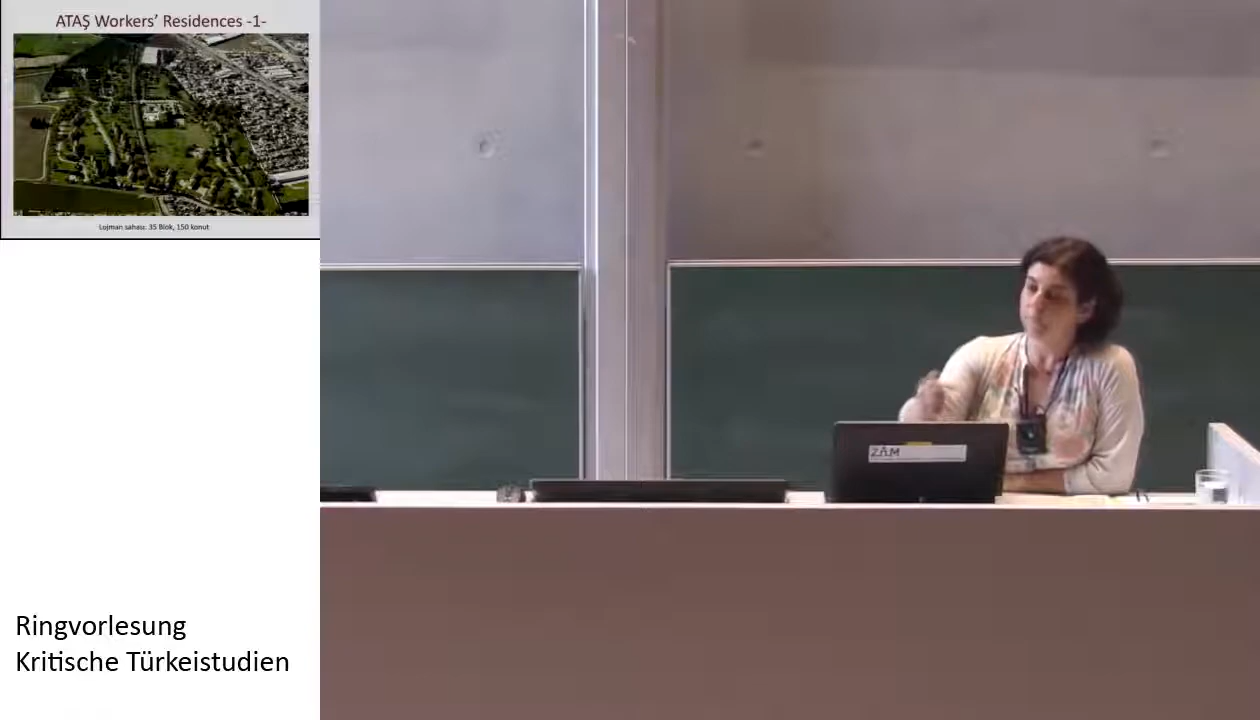 ATAŞ Workers’ Residences -1-
Lojman sahası: 35 Blok, 150 konut
ZAM
Ringvorlesung
Kritische Türkeistudien